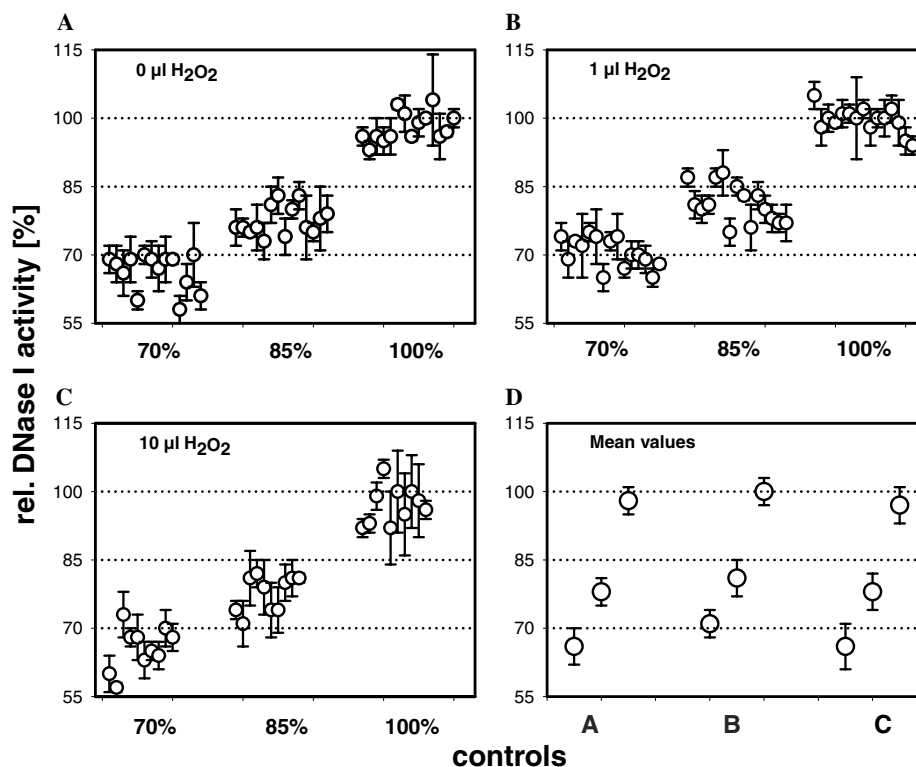 A
B
0 µl H2O2
1 µl H2O2
115
100
85
70
55
115
100
85
70
55
70%
85%
100%
70%
85%
100%
C
D
10 µl H2O2
Mean values
115
100
85
70
55
115
100
85
70
55
70%
85%
100%
A
B
C
rel. DNase I activity [%]
controls